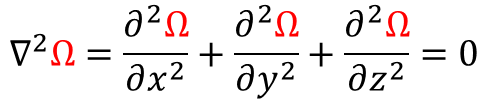 ∇²Ω = ∂²Ω/∂x² + ∂²Ω/∂y² + ∂²Ω/∂z² = 0